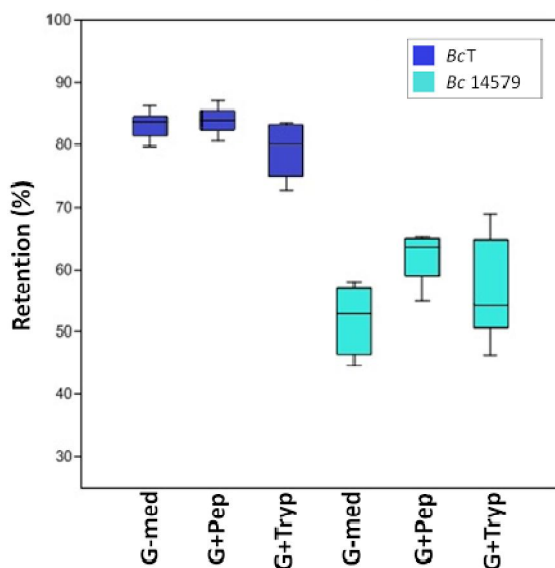 100
90
80
70
60
50
40
30
Retention (%)
BcT
Bc 14579
G-med
G+Pep
G+Tryp
G-med
G+Pep
G+Tryp